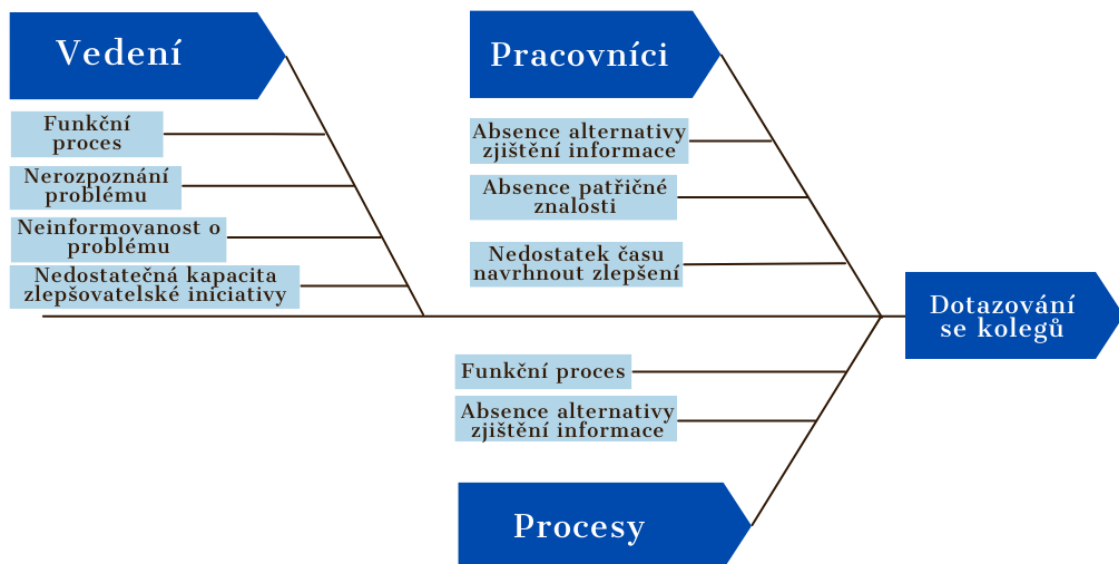 Vedení
Funkční
proces
Nerozpoznání
problému
Neinformovanost o
problému
Nedostatečná kapacita
zlepšovatelské iniciativy
Pracovníci
Absence alternativy
zjištění informace
Absence patřičné
znalosti
Nedostatek času
navrhnout zlepšení
Dotazování
se kolegů
Funkční proces
Absence alternativy
zjištění informace
Procesy